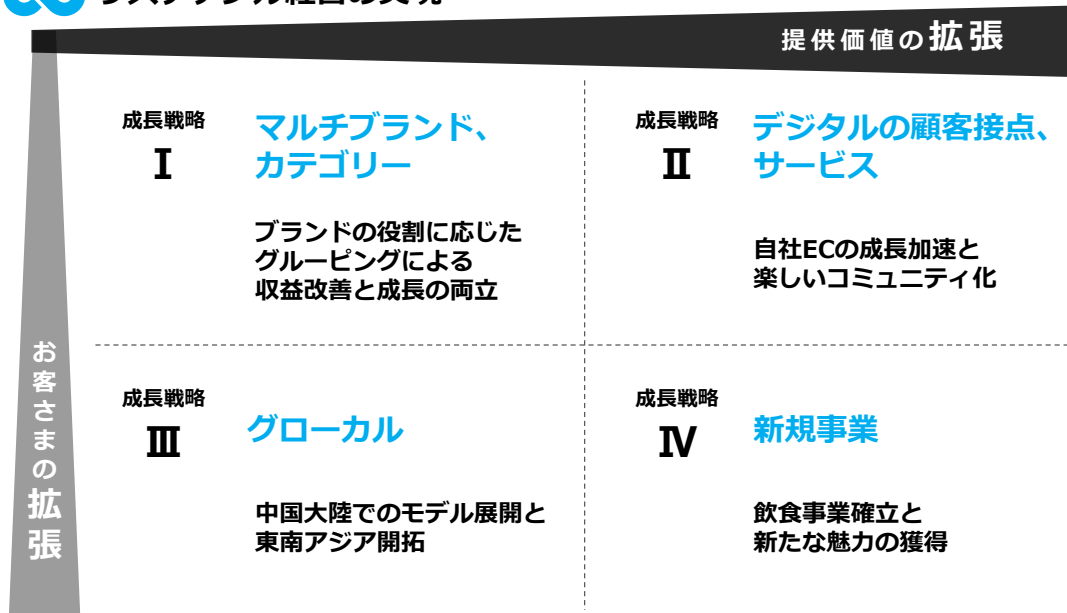 提供価値の拡張
成長戦略
Ⅰ
マルチブランド、
カテゴリー
ブランドの役割に応じた
グルーピングによる
収益改善と成長の両立
成長戦略
Ⅱ
デジタルの顧客接点、
サービス
自社ECの成長加速と
楽しいコミュニティ化
お客さまの拡張
成長戦略
Ⅲ
グローカル
中国大陸でのモデル展開と
東南アジア開拓
成長戦略
Ⅳ
新規事業
飲食事業確立と
新たな魅力の獲得